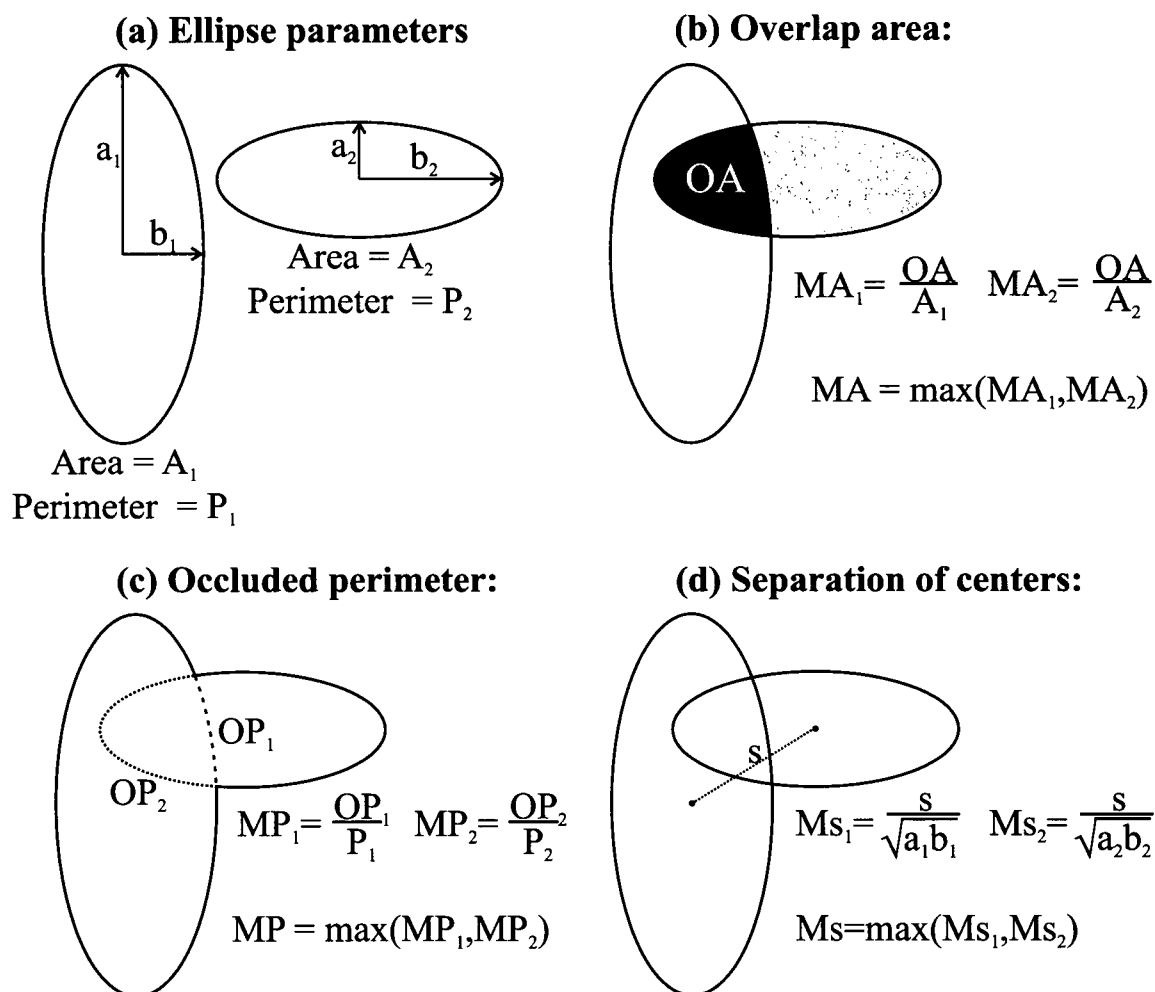 (a) Ellipse parameters
a₁
b₁
a₂
b₂
Area = A₂
Perimeter = P₂
Area = A₁
Perimeter = P₁
(b) Overlap area:
OA
MA₁= OA/A₁ MA₂= OA/A₂
MA = max(MA₁,MA₂)
(c) Occluded perimeter:
OP₁
OP₂
MP₁= OP₁/P₁ MP₂= OP₂/P₂
MP = max(MP₁,MP₂)
(d) Separation of centers:
s
Ms₁= s/√a₁b₁ Ms₂= s/√a₂b₂
Ms=max(Ms₁,Ms₂)